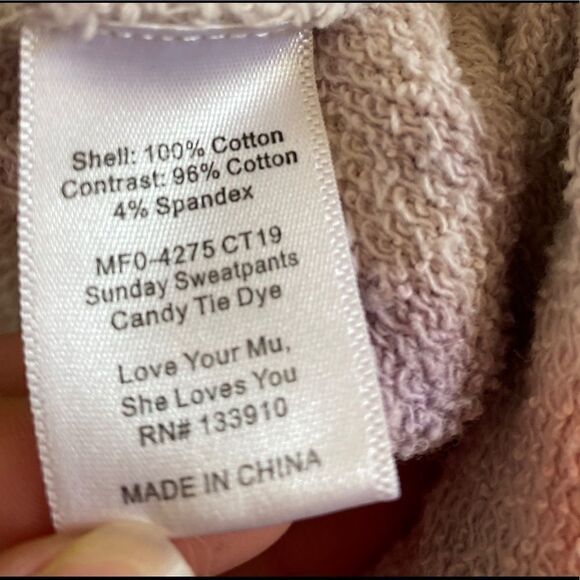 Shell: 100% Cotton
Contrast: 96% Cotton
4% Spandex
MF0-4275 CT19
Sunday Sweatpants
Candy Tie Dye
Love Your Mu,
She Loves You
RN# 133910
MADE IN CHINA